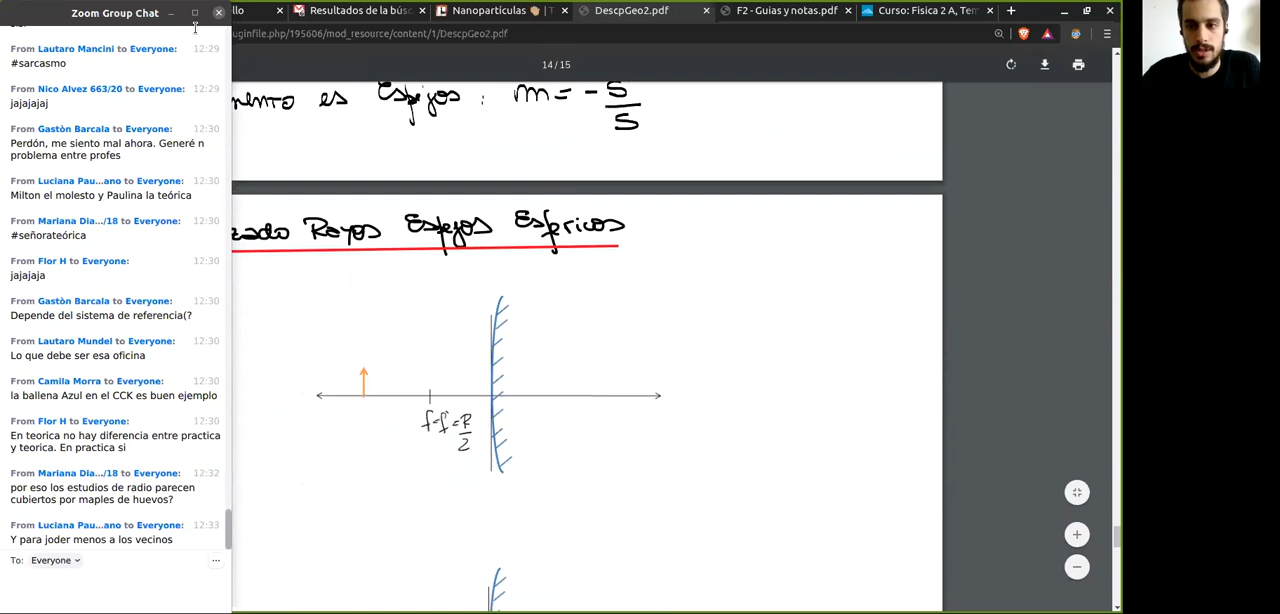 Zoom Group Chat
From Lautaro Mancini to Everyone: 12:29
#sarcasmo
From Nico Alvez 663/20 to Everyone: 12:29
jajajajaj
From Gastòn Barcala to Everyone: 12:30
Perdón, me siento mal ahora. Generé n
problema entre profes
From Luciana Pau...ano to Everyone: 12:30
Milton el molesto y Paulina la teórica
From Mariana Dia.../18 to Everyone: 12:30
#señorateórica
From Flor H to Everyone: 12:30
jajajaja
From Gastòn Barcala to Everyone: 12:30
Depende del sistema de referencia(?
From Lautaro Mundel to Everyone: 12:30
Lo que debe ser esa oficina
From Camila Morra to Everyone: 12:30
la ballena Azul en el CCK es buen ejemplo
From Flor H to Everyone: 12:30
En teorica no hay diferencia entre practica
y teorica. En practica si
From Mariana Dia.../18 to Everyone: 12:32
por eso los estudios de radio parecen
cubiertos por maples de huevos?
From Luciana Pau...ano to Everyone: 12:33
Y para joder menos a los vecinos
To: Everyone
llo Resultados de la bús Nanopartículas 👋 | T DescpGeo2.pdf F2 - Guias y notas.pdf Curso: Fisica 2 A, Tem
uginfile.php/195606/mod_resource/content/1/DescpGeo2.pdf
14 / 15
mento es Espejos : m = - S'/S
zado Rayos Espejos Esfericos
f=f'=R/2